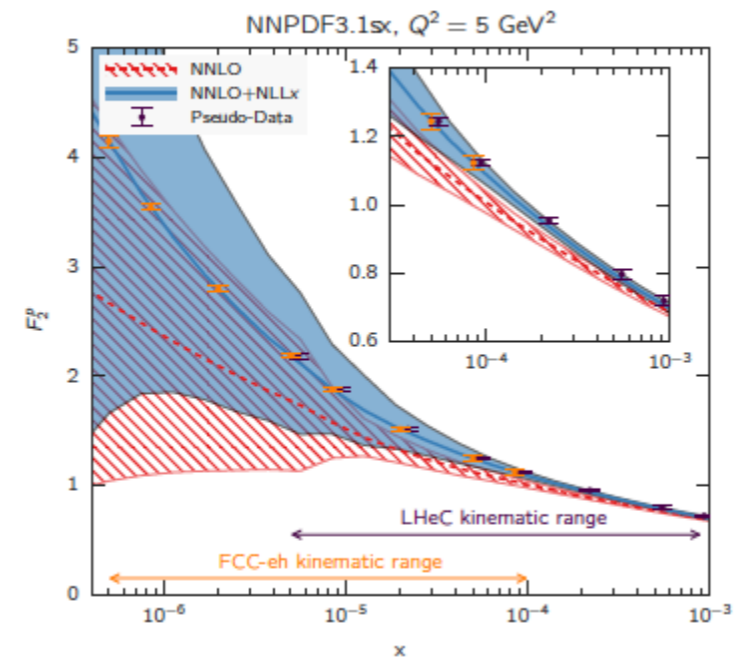 NNPDF3.1sx, Q² = 5 GeV²
NNLO
NNLO+NLLx
Pseudo-Data
5
4
3
2
1
0
F₂ᵖ
1.4
1.2
1.0
0.8
0.6
10⁻⁴
10⁻³
LHeC kinematic range
FCC-eh kinematic range
10⁻⁶
10⁻⁵
10⁻⁴
10⁻³
x